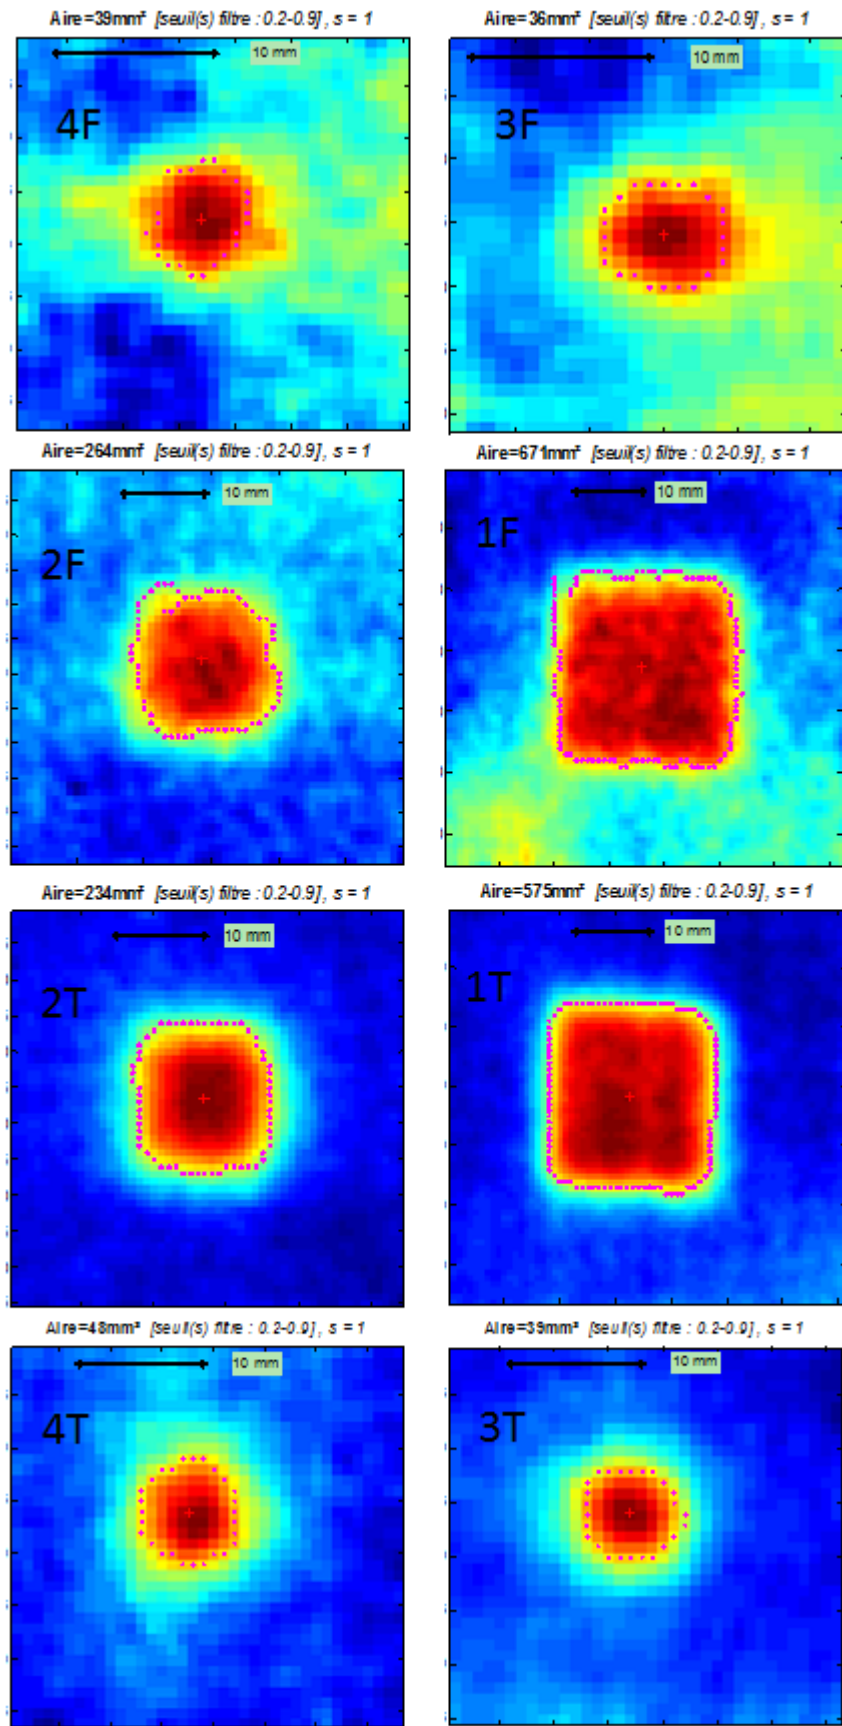 Aire=39mm² [seuil(s) filtre : 0.2-0.9], s = 1
10 mm
4F
Aire=36mm² [seuil(s) filtre : 0.2-0.9], s = 1
10 mm
3F
Aire=264mm² [seuil(s) filtre : 0.2-0.9], s = 1
10 mm
2F
Aire=671mm² [seuil(s) filtre : 0.2-0.9], s = 1
10 mm
1F
Aire=234mm² [seuil(s) filtre : 0.2-0.9], s = 1
10 mm
2T
Aire=575mm² [seuil(s) filtre : 0.2-0.9], s = 1
10 mm
1T
Aire=48mm² [seuil(s) filtre : 0.2-0.9], s = 1
10 mm
4T
Aire=39mm² [seuil(s) filtre : 0.2-0.9], s = 1
10 mm
3T